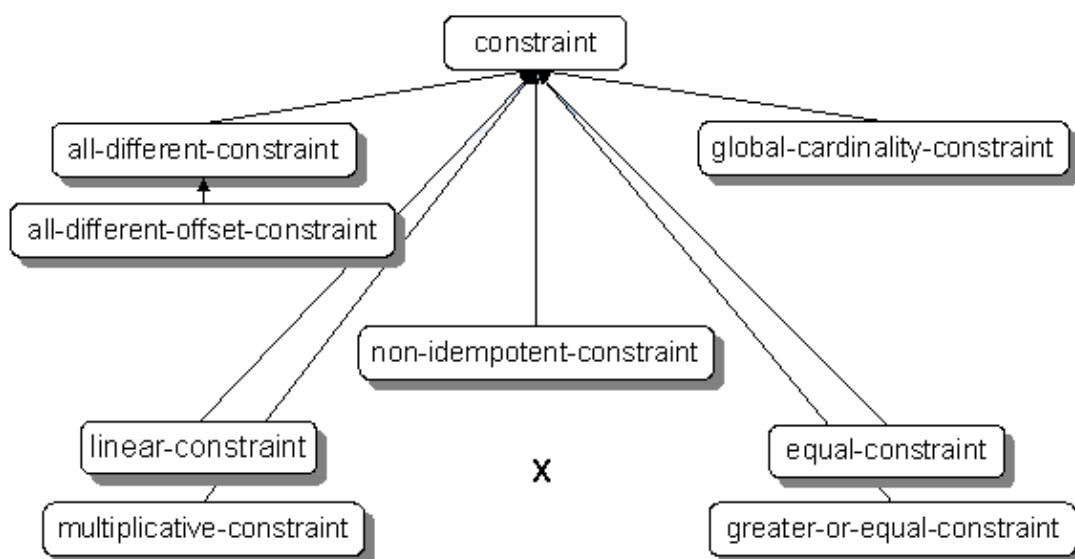 constraint
all-different-constraint
global-cardinality-constraint
all-different-offset-constraint
non-idempotent-constraint
linear-constraint
equal-constraint
x
multiplicative-constraint
greater-or-equal-constraint